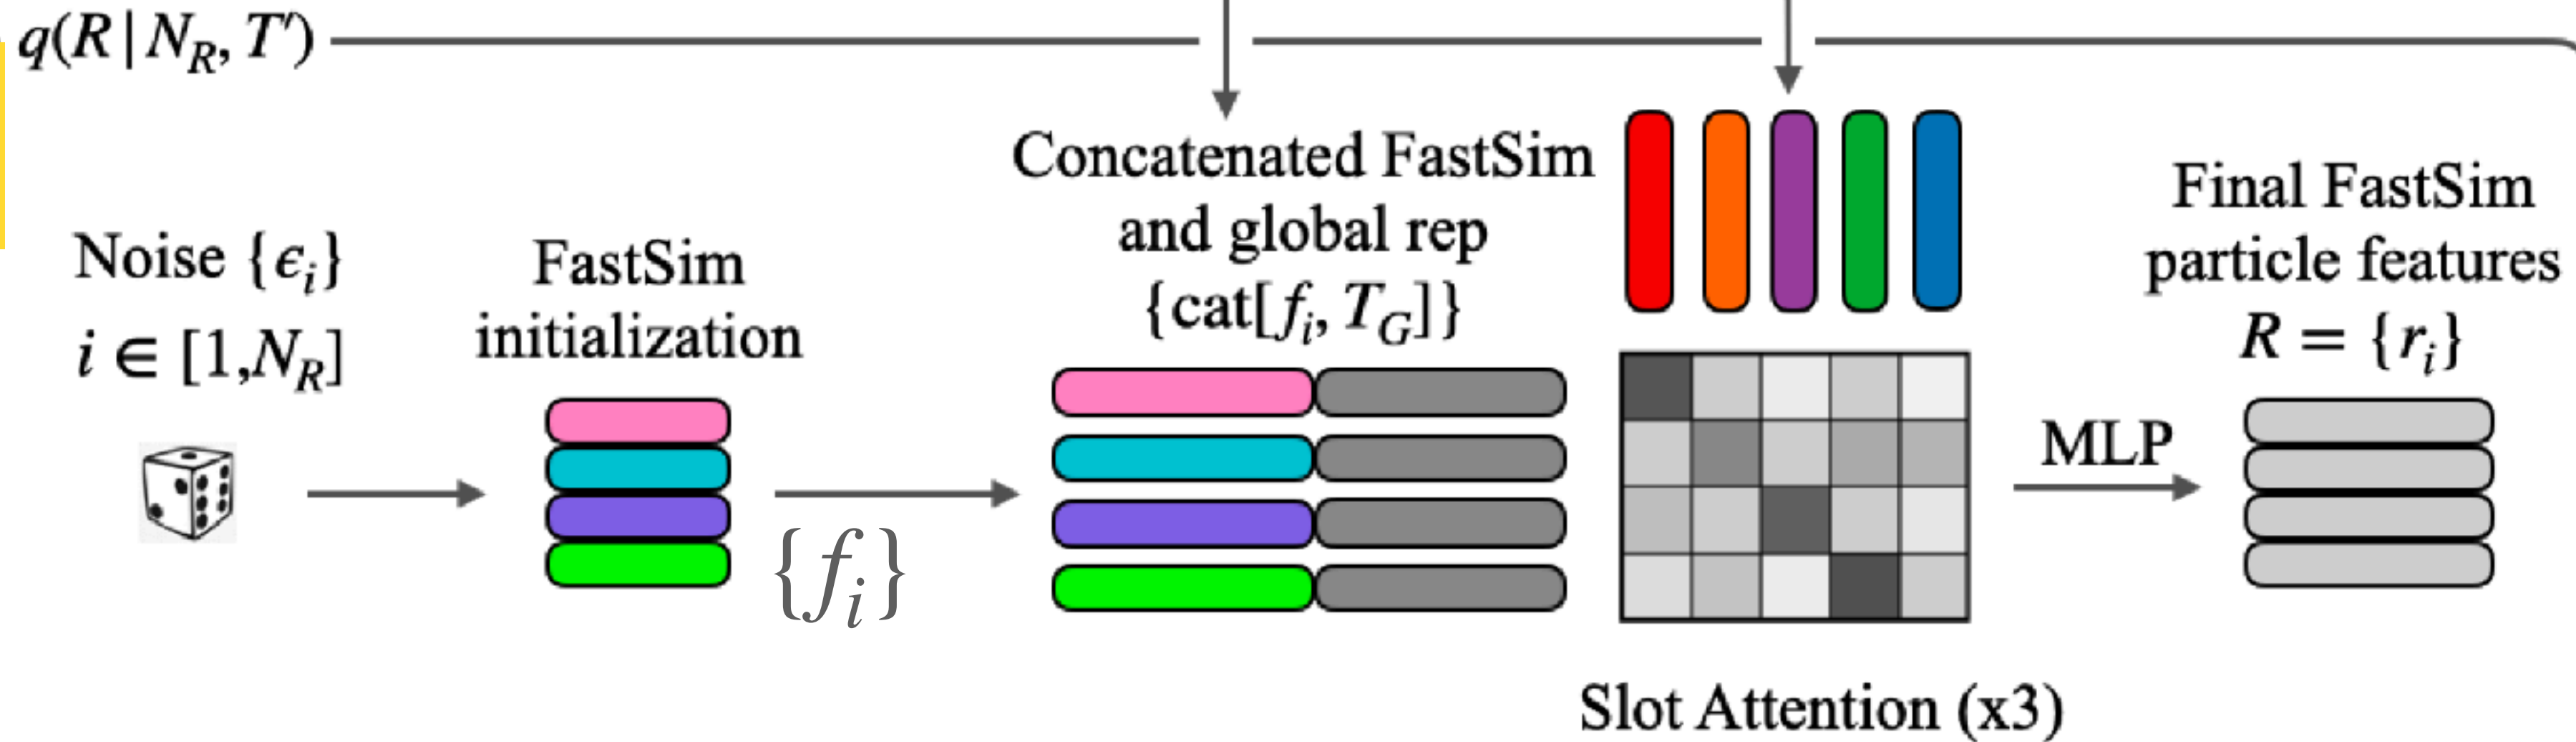 q(R | N_R, T′)
Noise {ϵ_i}
i ∈ [1,N_R]
FastSim
initialization
{f_i}
Concatenated FastSim
and global rep
{cat[f_i, T_G]}
Slot Attention (x3)
MLP
Final FastSim
particle features
R = {r_i}